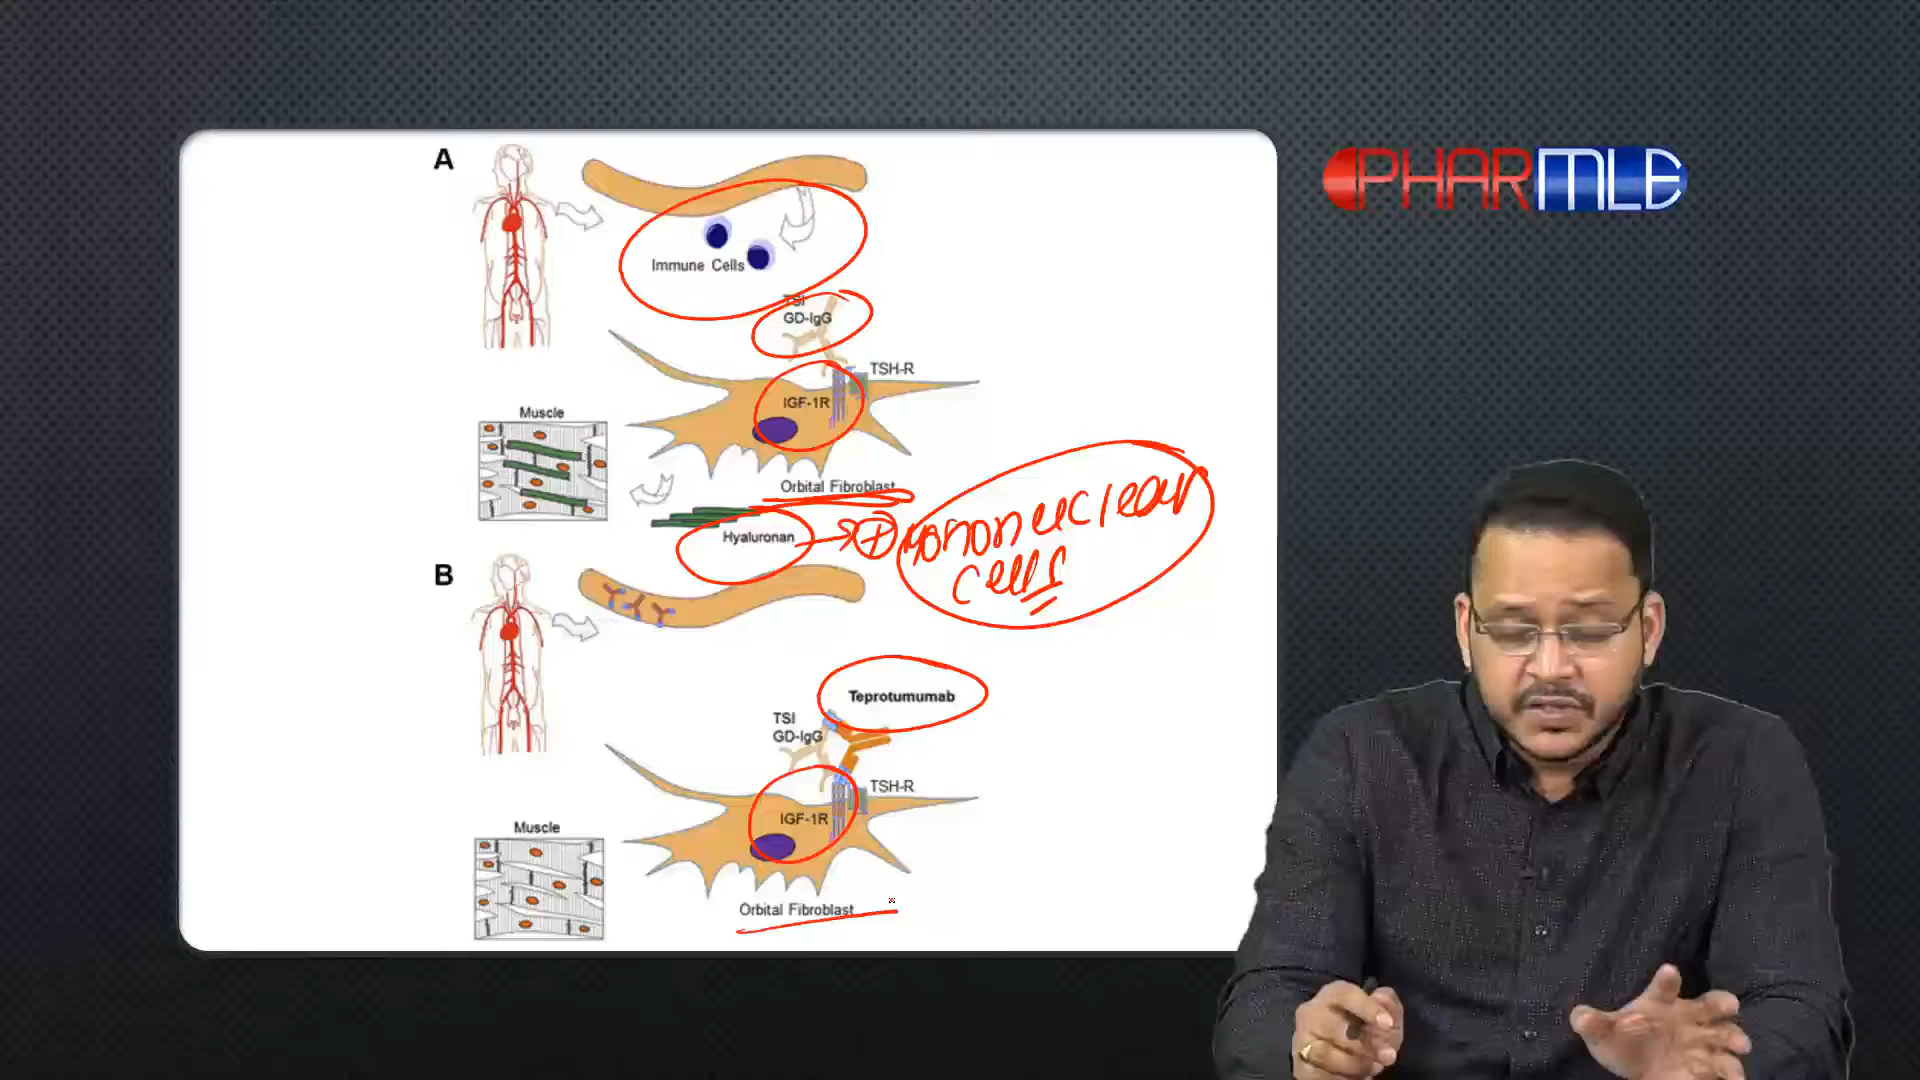 A
PHARMLE
Immune Cells
TSI
GD-IgG
TSH-R
IGF-1R
Muscle
Orbital Fibroblast
Hyaluronan
+ mononuclear
cells
B
Teprotumumab
TSI
GD-IgG
TSH-R
IGF-1R
Muscle
Orbital Fibroblast